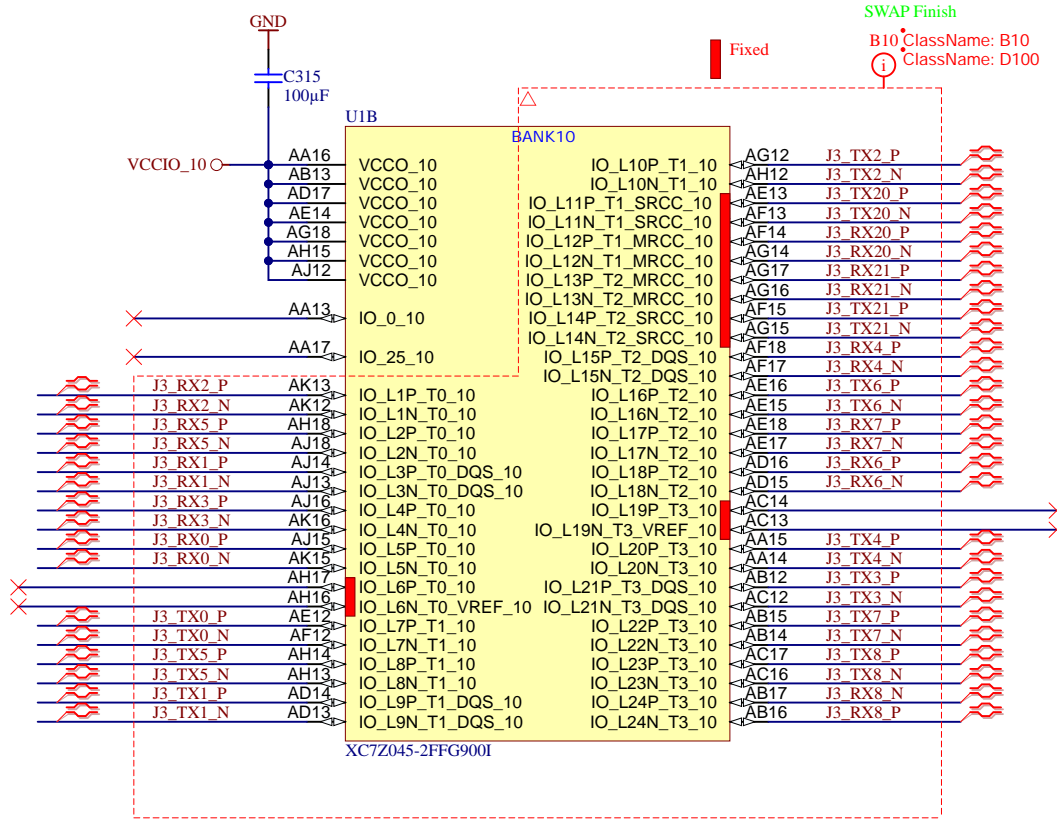 SWAP Finish
GND
B10 ClassName: B10
ClassName: D100
i
Fixed
C315
100µF
U1B
BANK10
VCCIO_10
AA16 VCCO_10
AB13 VCCO_10
AD17 VCCO_10
AE14 VCCO_10
AG18 VCCO_10
AH15 VCCO_10
AJ12 VCCO_10
AA13 IO_0_10
AA17 IO_25_10
J3_RX2_P AK13 IO_L1P_T0_10
J3_RX2_N AK12 IO_L1N_T0_10
J3_RX5_P AH18 IO_L2P_T0_10
J3_RX5_N AJ18 IO_L2N_T0_10
J3_RX1_P AJ14 IO_L3P_T0_DQS_10
J3_RX1_N AJ13 IO_L3N_T0_DQS_10
J3_RX3_P AJ16 IO_L4P_T0_10
J3_RX3_N AK16 IO_L4N_T0_10
J3_RX0_P AJ15 IO_L5P_T0_10
J3_RX0_N AK15 IO_L5N_T0_10
AH17 IO_L6P_T0_10
AH16 IO_L6N_T0_VREF_10
J3_TX0_P AE12 IO_L7P_T1_10
J3_TX0_N AF12 IO_L7N_T1_10
J3_TX5_P AH14 IO_L8P_T1_10
J3_TX5_N AH13 IO_L8N_T1_10
J3_TX1_P AD14 IO_L9P_T1_DQS_10
J3_TX1_N AD13 IO_L9N_T1_DQS_10
IO_L10P_T1_10 AG12 J3_TX2_P
IO_L10N_T1_10 AH12 J3_TX2_N
IO_L11P_T1_SRCC_10 AE13 J3_TX20_P
IO_L11N_T1_SRCC_10 AF13 J3_TX20_N
IO_L12P_T1_MRCC_10 AF14 J3_RX20_P
IO_L12N_T1_MRCC_10 AG14 J3_RX20_N
IO_L13P_T2_MRCC_10 AG17 J3_RX21_P
IO_L13N_T2_MRCC_10 AG16 J3_RX21_N
IO_L14P_T2_SRCC_10 AF15 J3_TX21_P
IO_L14N_T2_SRCC_10 AG15 J3_TX21_N
IO_L15P_T2_DQS_10 AF18 J3_RX4_P
IO_L15N_T2_DQS_10 AF17 J3_RX4_N
IO_L16P_T2_10 AE16 J3_TX6_P
IO_L16N_T2_10 AE15 J3_TX6_N
IO_L17P_T2_10 AE18 J3_RX7_P
IO_L17N_T2_10 AE17 J3_RX7_N
IO_L18P_T2_10 AD16 J3_RX6_P
IO_L18N_T2_10 AD15 J3_RX6_N
IO_L19P_T3_10 AC14
IO_L19N_T3_VREF_10 AC13
IO_L20P_T3_10 AA15 J3_TX4_P
IO_L20N_T3_10 AA14 J3_TX4_N
IO_L21P_T3_DQS_10 AB12 J3_TX3_P
IO_L21N_T3_DQS_10 AC12 J3_TX3_N
IO_L22P_T3_10 AB15 J3_TX7_P
IO_L22N_T3_10 AB14 J3_TX7_N
IO_L23P_T3_10 AC17 J3_TX8_P
IO_L23N_T3_10 AC16 J3_TX8_N
IO_L24P_T3_10 AB17 J3_RX8_N
IO_L24N_T3_10 AB16 J3_RX8_P
XC7Z045-2FFG900I